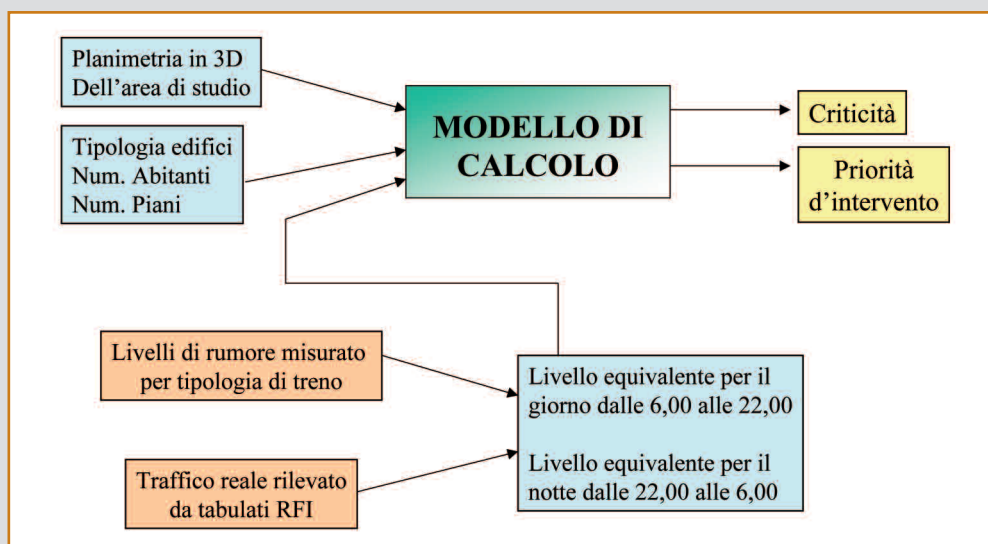 Planimetria in 3D
Dell'area di studio
Tipologia edifici
Num. Abitanti
Num. Piani
MODELLO DI
CALCOLO
Criticità
Priorità
d'intervento
Livelli di rumore misurato
per tipologia di treno
Traffico reale rilevato
da tabulati RFI
Livello equivalente per il
giorno dalle 6,00 alle 22,00
Livello equivalente per il
notte dalle 22,00 alle 6,00